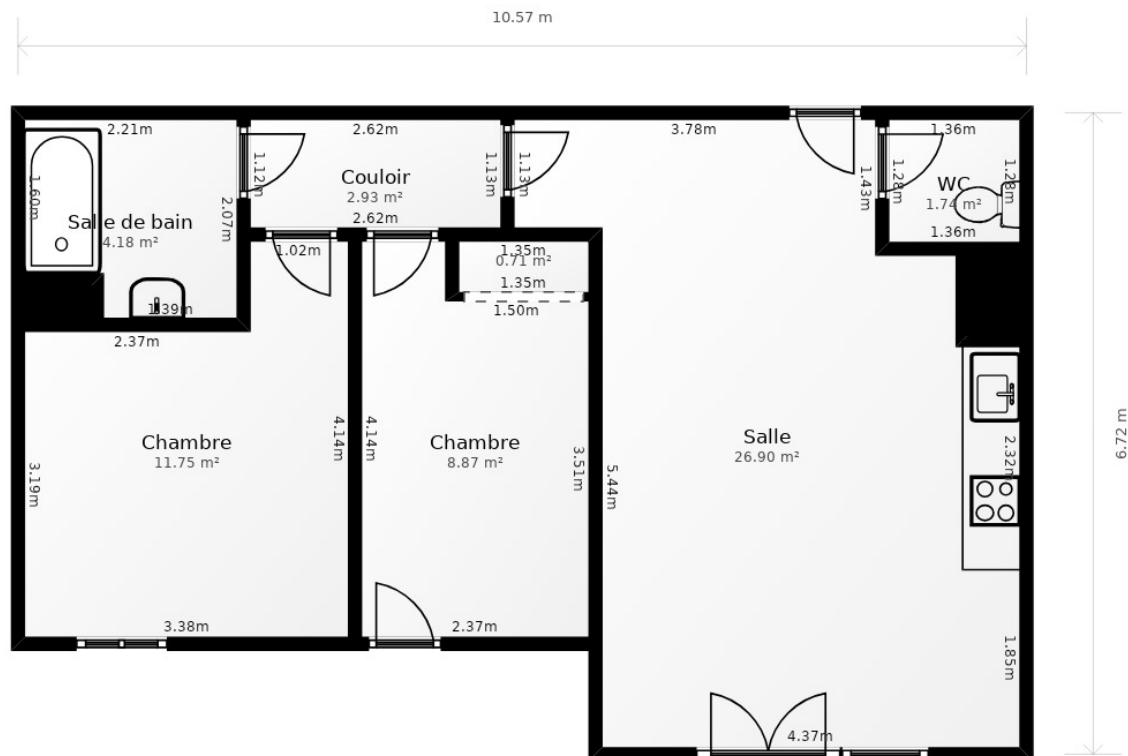 10.57 m
2.21m
2.62m
3.78m
1.36m
1.12m
1.13m
1.13m
1.43m
1.28m
1.28m
Couloir
2.93 m²
2.62m
WC
1.74 m²
1.36m
1.60m
Salle de bain
4.18 m²
2.07m
1.39m
1.02m
1.35m
0.71 m²
1.35m
1.50m
2.37m
Chambre
11.75 m²
3.19m
4.14m
3.38m
4.14m
Chambre
8.87 m²
3.51m
2.37m
5.44m
Salle
26.90 m²
2.32m
1.85m
4.37m
6.72 m